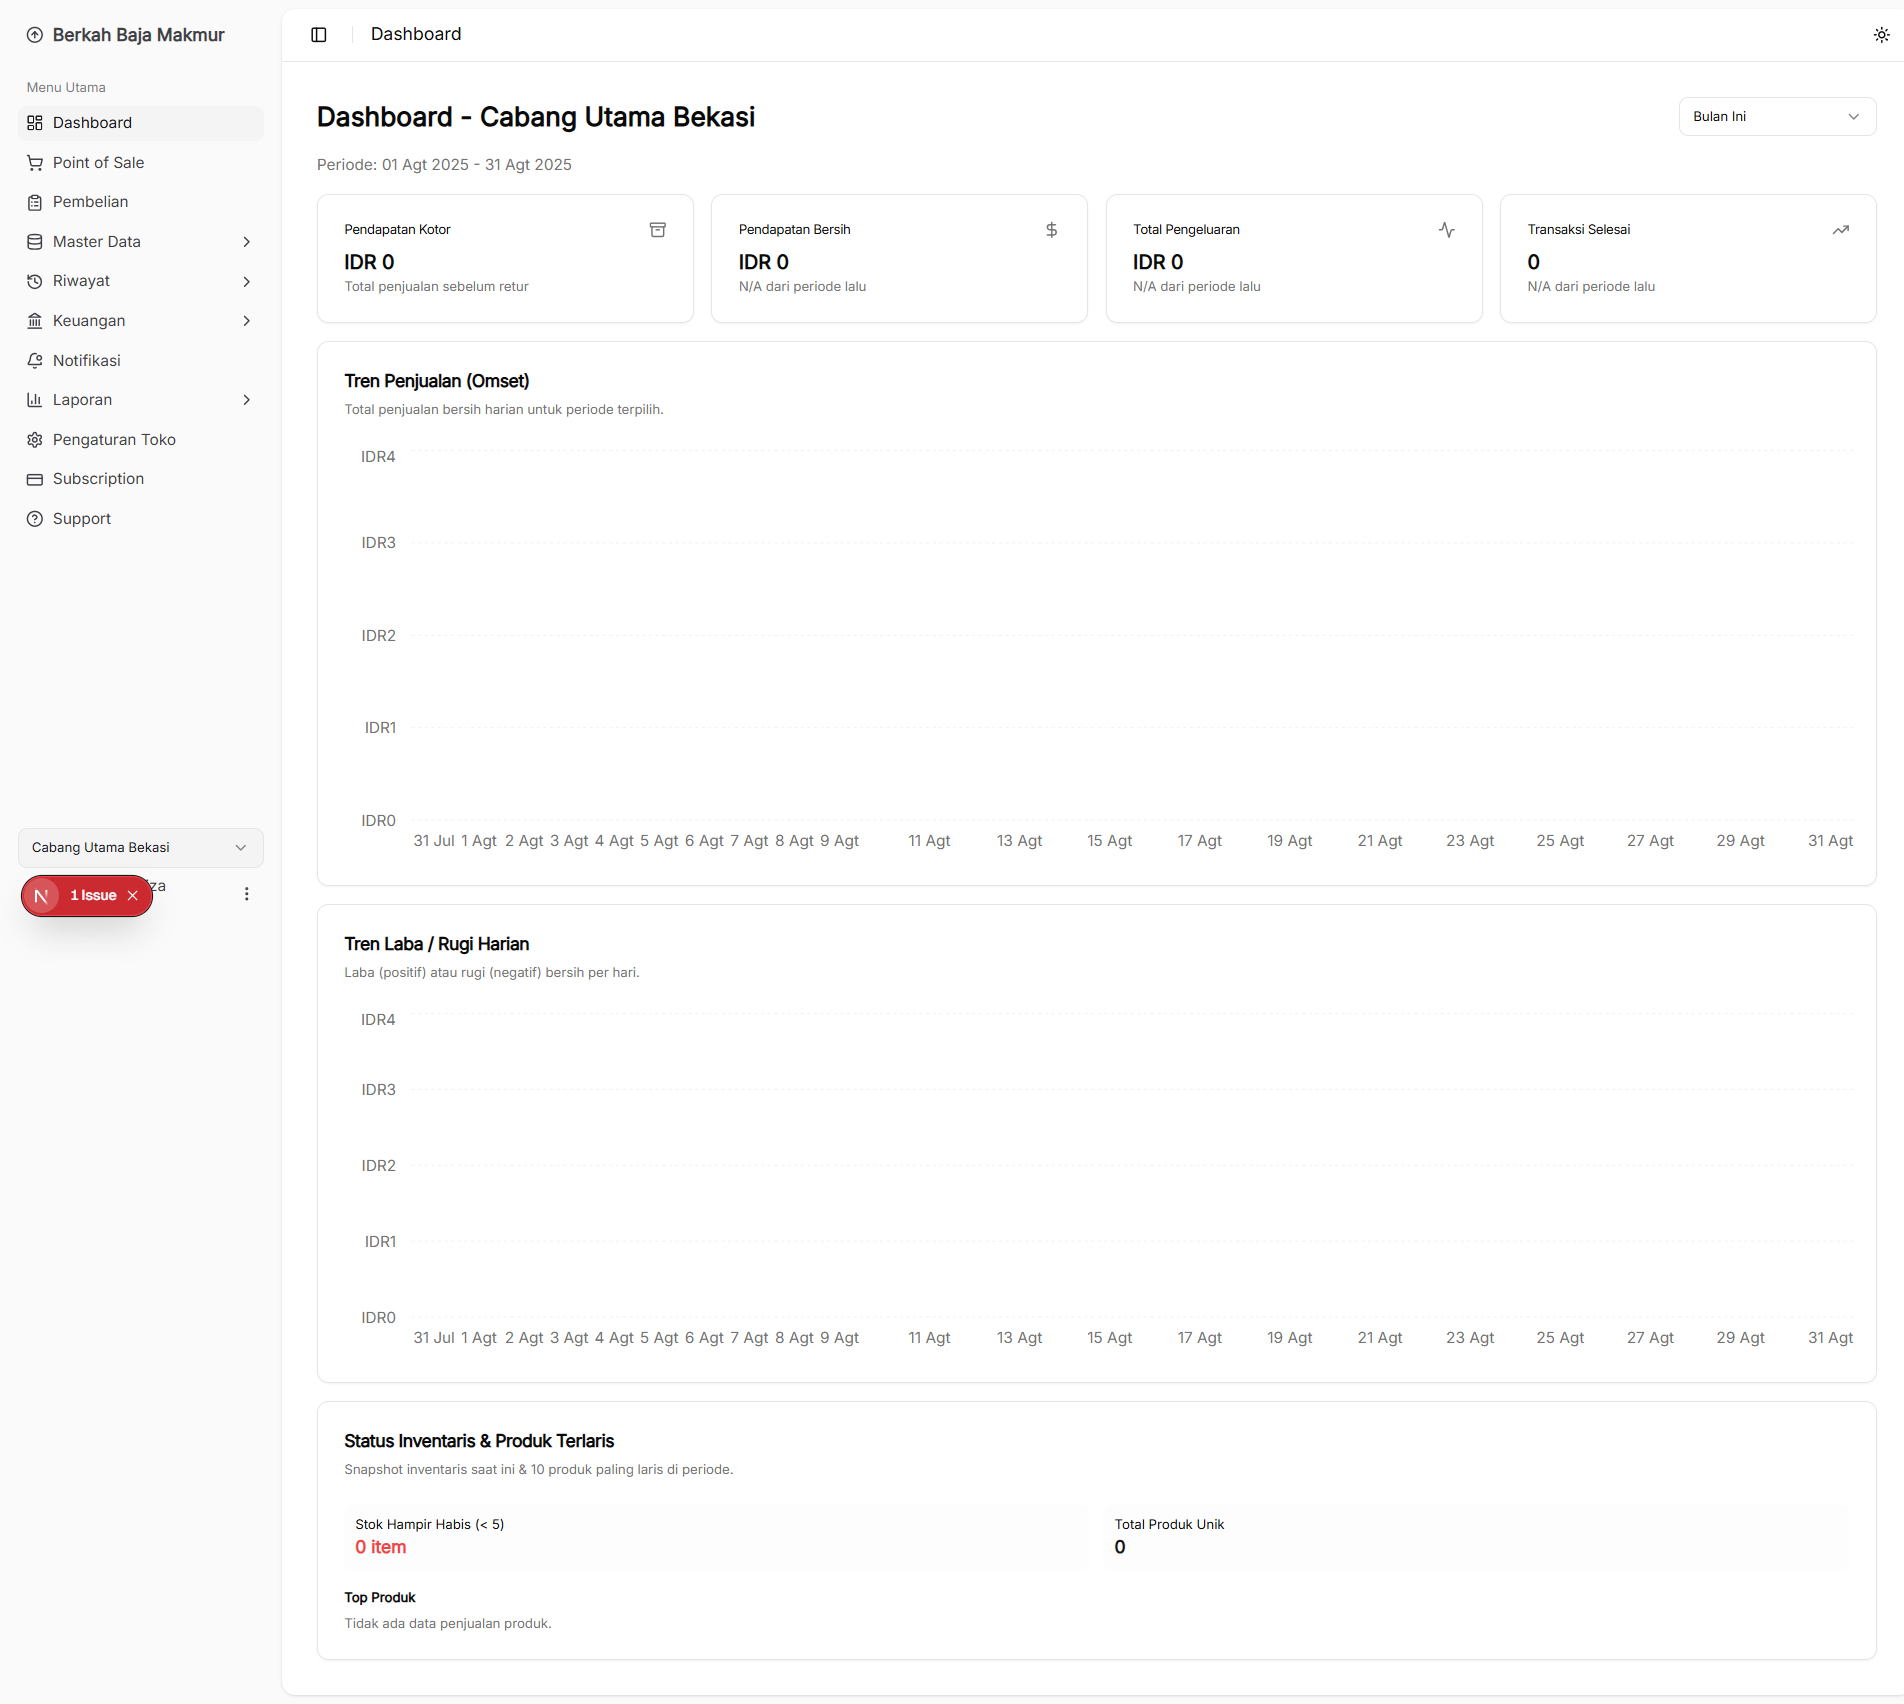 Berkah Baja Makmur
Menu Utama
Dashboard
Point of Sale
Pembelian
Master Data
Riwayat
Keuangan
Notifikasi
Laporan
Pengaturan Toko
Subscription
Support
Cabang Utama Bekasi
N 1 Issue
Dashboard
Dashboard - Cabang Utama Bekasi
Bulan Ini
Periode: 01 Agt 2025 - 31 Agt 2025
Pendapatan Kotor
IDR 0
Total penjualan sebelum retur
Pendapatan Bersih
$
IDR 0
N/A dari periode lalu
Total Pengeluaran
IDR 0
N/A dari periode lalu
Transaksi Selesai
0
N/A dari periode lalu
Tren Penjualan (Omset)
Total penjualan bersih harian untuk periode terpilih.
IDR4
IDR3
IDR2
IDR1
IDR0
31 Jul 1 Agt 2 Agt 3 Agt 4 Agt 5 Agt 6 Agt 7 Agt 8 Agt 9 Agt 11 Agt 13 Agt 15 Agt 17 Agt 19 Agt 21 Agt 23 Agt 25 Agt 27 Agt 29 Agt 31 Agt
Tren Laba / Rugi Harian
Laba (positif) atau rugi (negatif) bersih per hari.
IDR4
IDR3
IDR2
IDR1
IDR0
31 Jul 1 Agt 2 Agt 3 Agt 4 Agt 5 Agt 6 Agt 7 Agt 8 Agt 9 Agt 11 Agt 13 Agt 15 Agt 17 Agt 19 Agt 21 Agt 23 Agt 25 Agt 27 Agt 29 Agt 31 Agt
Status Inventaris & Produk Terlaris
Snapshot inventaris saat ini & 10 produk paling laris di periode.
Stok Hampir Habis (< 5)
0 item
Total Produk Unik
0
Top Produk
Tidak ada data penjualan produk.